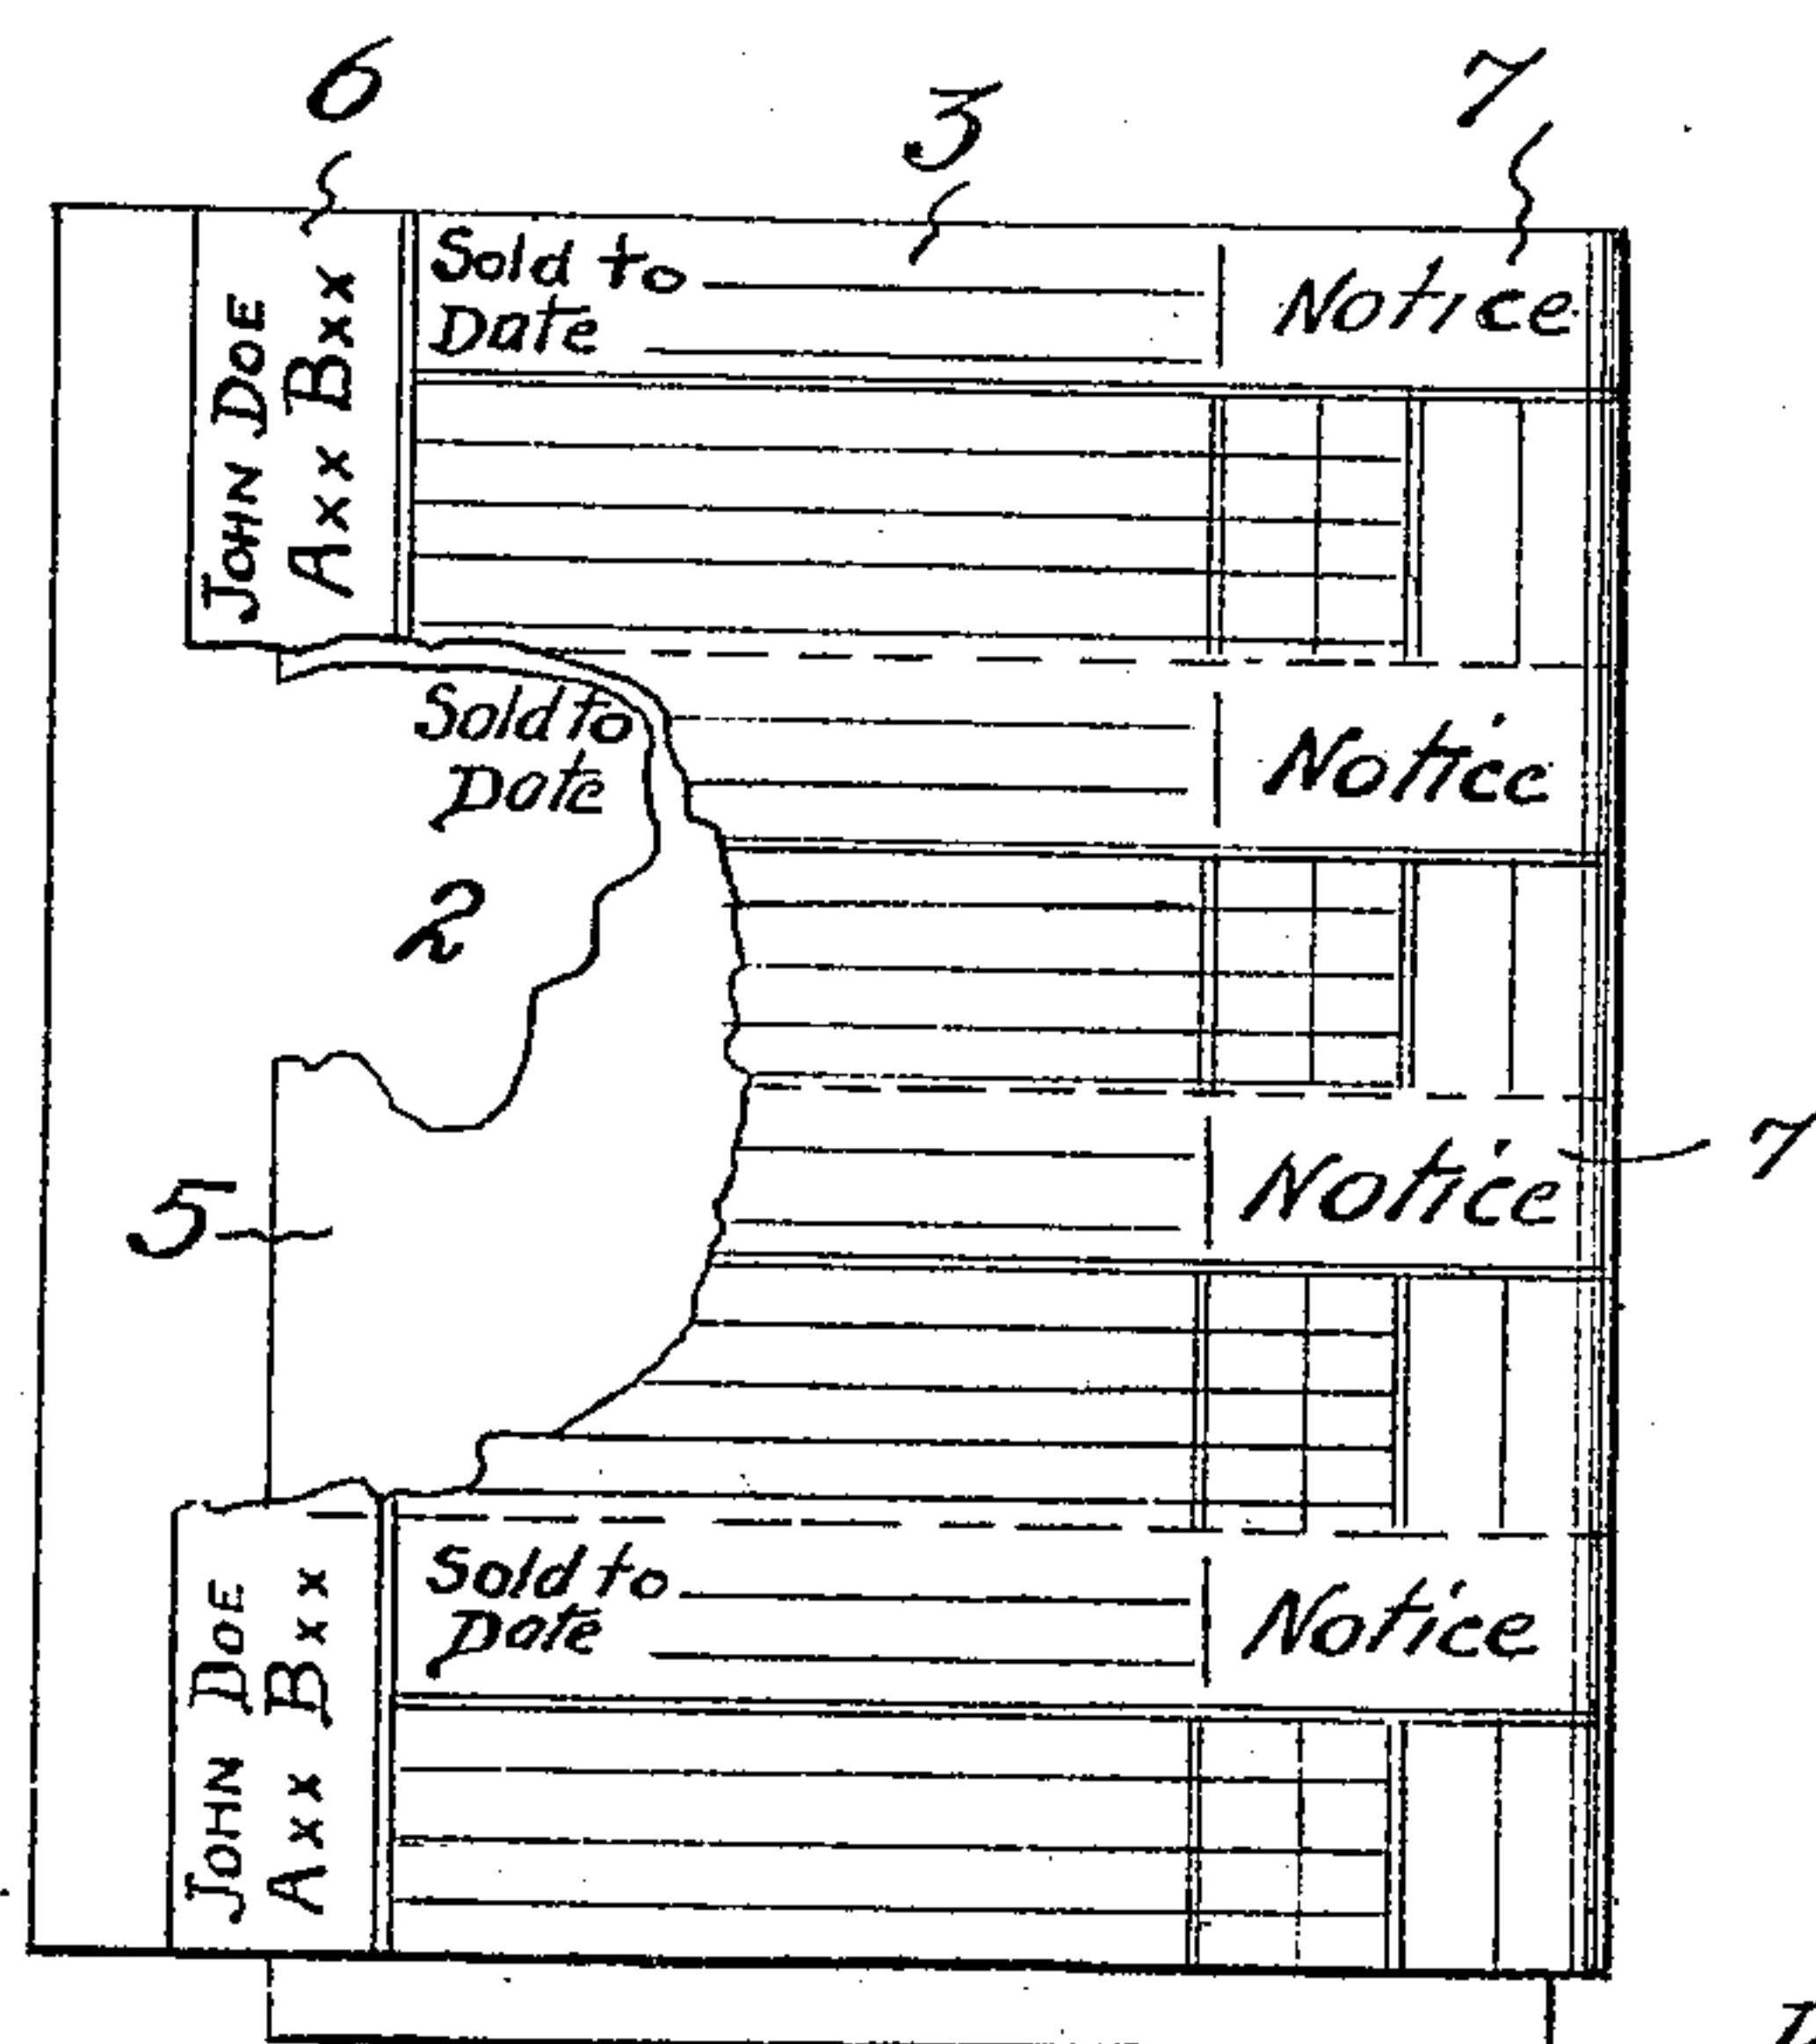 6
3
7
JOHN DOE
Axx Bxx
Sold to
Date
Notice
Sold to
Date
Notice
2
5
Notice
7
JOHN DOE
Axx Bxx
Sold to
Date
Notice